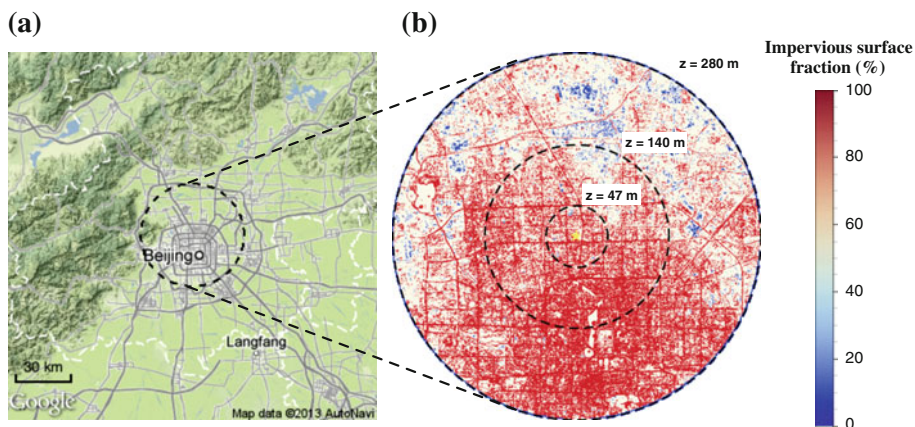 (a)
(b)
Impervious surface
fraction (%)
z = 280 m
z = 140 m
z = 47 m
100
80
60
40
20
0
Beijing
Langfang
30 km
Google
Map data ©2013 AutoNavi